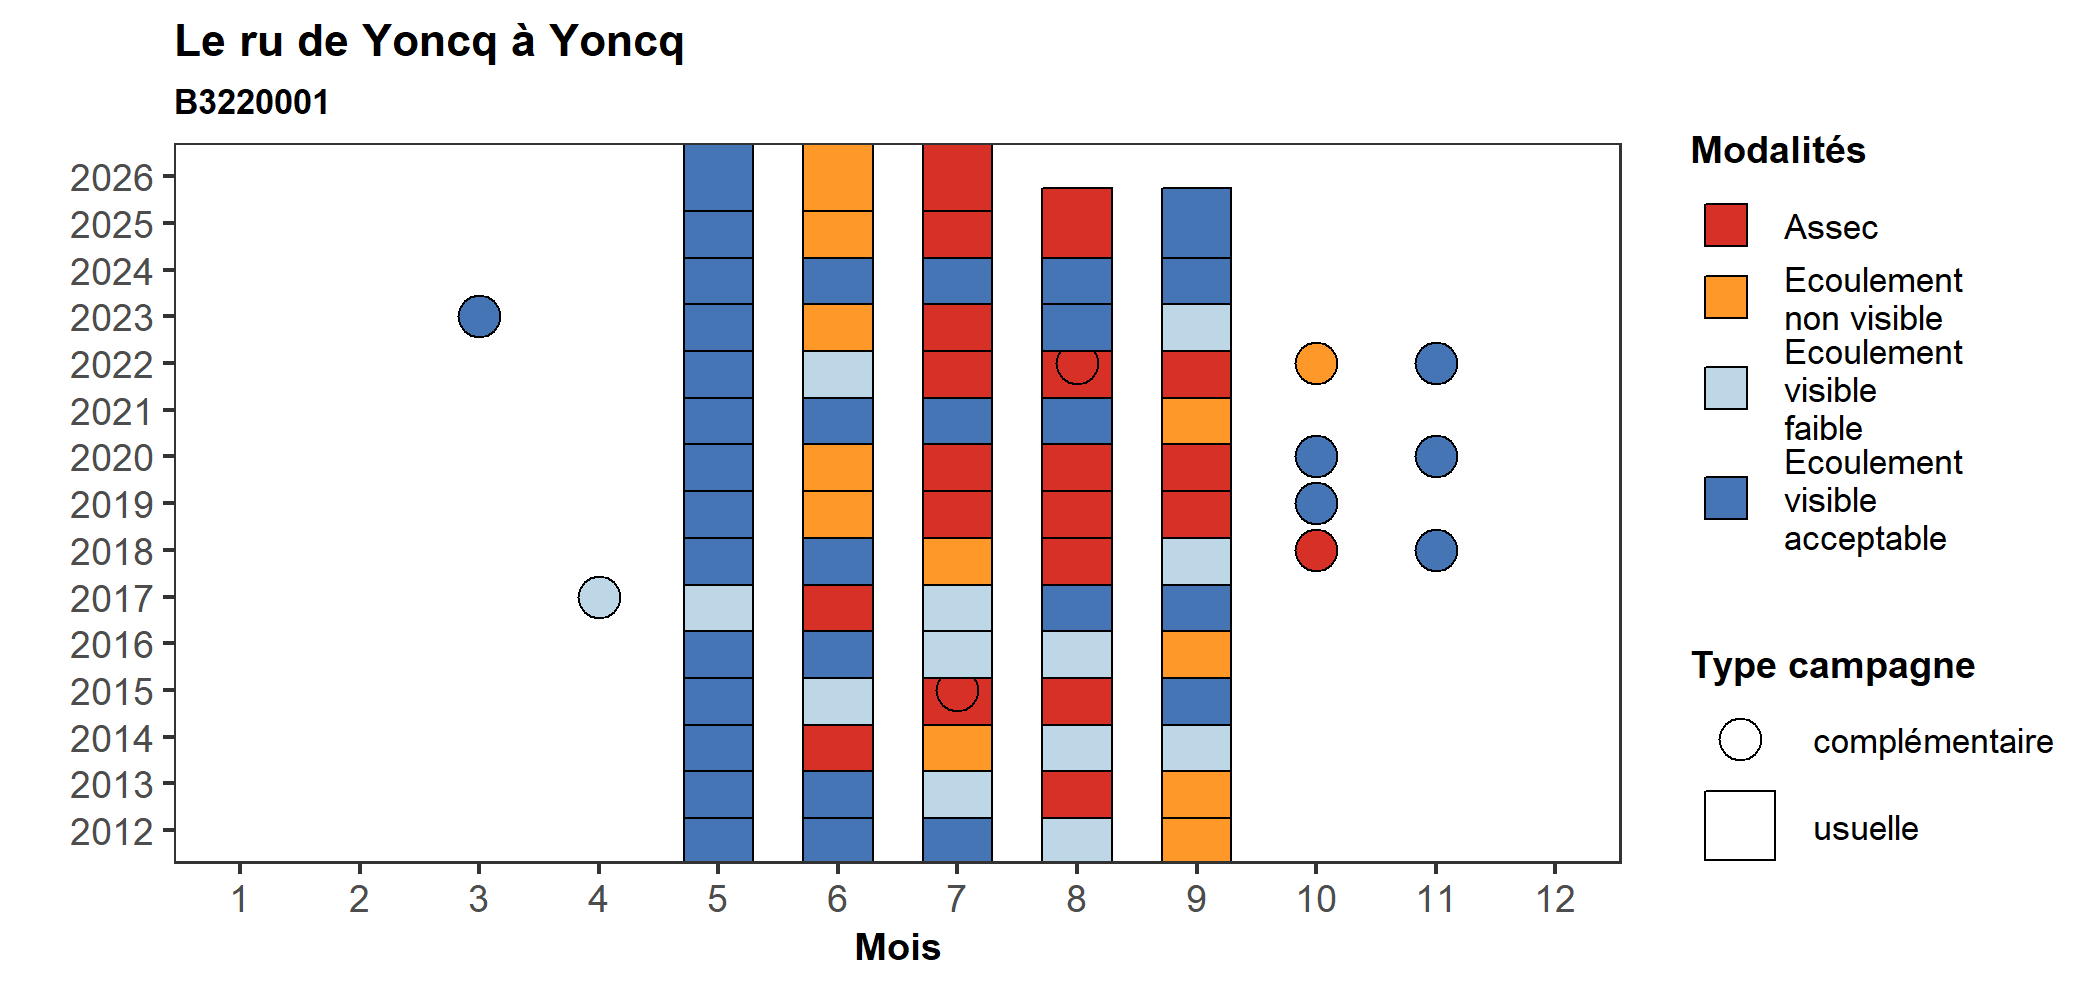 Le ru de Yoncq à Yoncq
B3220001
2026
2025
2024
2023
2022
2021
2020
2019
2018
2017
2016
2015
2014
2013
2012
1 2 3 4 5 6 7 8 9 10 11 12
Mois
Modalités
Assec
Ecoulement
non visible
Ecoulement
visible
faible
Ecoulement
visible
acceptable
Type campagne
complémentaire
usuelle